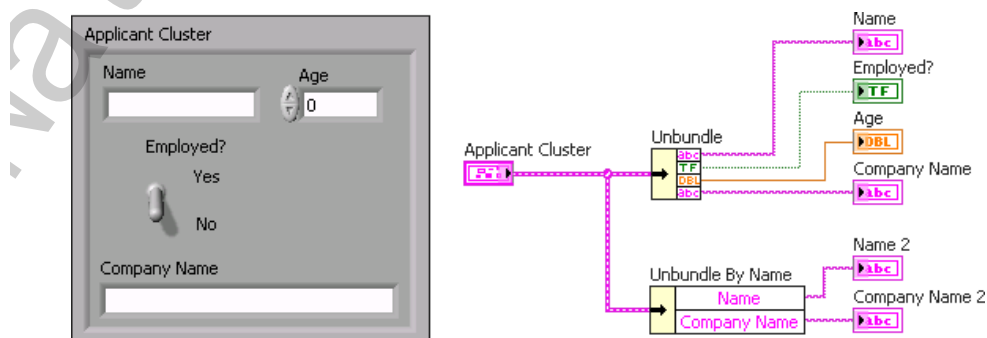 Applicant Cluster
Name
Age
0
Employed?
Yes
No
Company Name
Applicant Cluster
Unbundle
abc
TF
DBL
abc
Name
abc
Employed?
TF
Age
DBL
Company Name
abc
Unbundle By Name
Name
Company Name
Name 2
abc
Company Name 2
abc